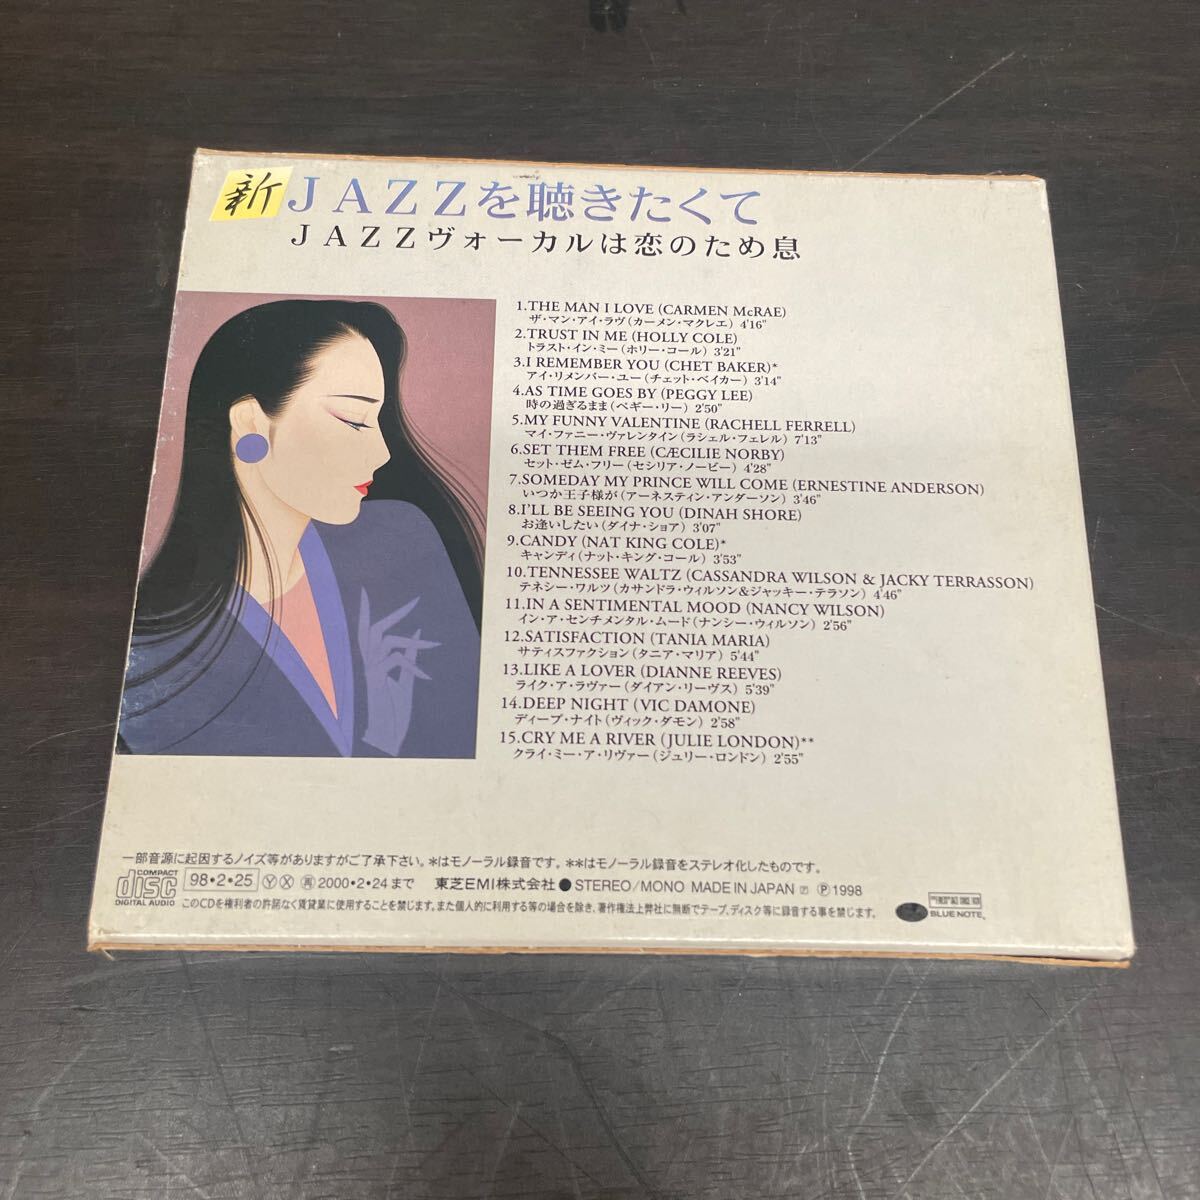 新 JAZZを聴きたくて
JAZZヴォーカルは恋のため息
1.THE MAN I LOVE (CARMEN McRAE)
ザ・マン・アイ・ラヴ(カーメン・マクレエ) 4'16"
2.TRUST IN ME (HOLLY COLE)
トラスト・イン・ミー(ホリー・コール) 3'21"
3.I REMEMBER YOU (CHET BAKER)*
アイ・リメンバー・ユー(チェット・ベイカー) 3'14"
4.AS TIME GOES BY (PEGGY LEE)
時の過ぎるまま(ペギー・リー) 2'50"
5.MY FUNNY VALENTINE (RACHELL FERRELL)
マイ・ファニー・ヴァレンタイン(ラシェル・フェレル) 7'13"
6.SET THEM FREE (CÆCILIE NORBY)
セット・ゼム・フリー(セシリア・ノービー) 4'28"
7.SOMEDAY MY PRINCE WILL COME (ERNESTINE ANDERSON)
いつか王子様が(アーネスティン・アンダーソン) 3'46"
8.I'LL BE SEEING YOU (DINAH SHORE)
お逢いしたい(ダイナ・ショア) 3'07"
9.CANDY (NAT KING COLE)*
キャンディ(ナット・キング・コール) 3'53"
10.TENNESSEE WALTZ (CASSANDRA WILSON & JACKY TERRASSON)
テネシー・ワルツ(カサンドラ・ウィルソン&ジャッキー・テラソン) 4'46"
11.IN A SENTIMENTAL MOOD (NANCY WILSON)
イン・ア・センチメンタル・ムード(ナンシー・ウィルソン) 2'56"
12.SATISFACTION (TANIA MARIA)
サティスファクション(タニア・マリア) 5'44"
13.LIKE A LOVER (DIANNE REEVES)
ライク・ア・ラヴァー(ダイアン・リーヴス) 5'39"
14.DEEP NIGHT (VIC DAMONE)
ディープ・ナイト(ヴィック・ダモン) 2'58"
15.CRY ME A RIVER (JULIE LONDON)**
クライ・ミー・ア・リヴァー(ジュリー・ロンドン) 2'55"
一部音源に起因するノイズ等がありますがご了承下さい。*はモノーラル録音です。**はモノーラル録音をステレオ化したものです。
COMPACT disc DIGITAL AUDIO 98・2・25 Ⓨ Ⓧ 再 2000・2・24まで 東芝EMI株式会社●STEREO/MONO MADE IN JAPAN ℗1998
このCDを権利者の許諾なく賃貸業に使用することを禁じます。また個人的に利用する等の場合を除き、著作権法上弊社に無断でテープ、ディスク等に録音する事を禁じます。
BLUE NOTE